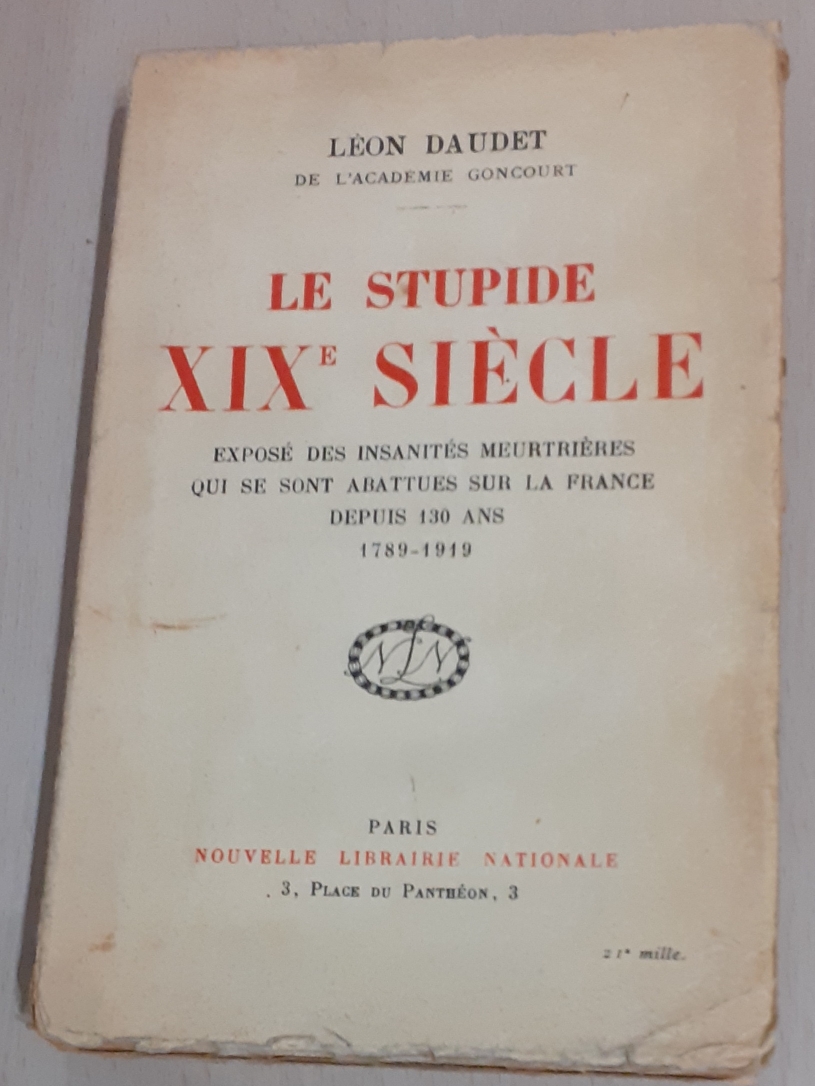 LÉON DAUDET
DE L'ACADÉMIE GONCOURT
LE STUPIDE
XIXE SIÈCLE
EXPOSÉ DES INSANITÉS MEURTRIÈRES
QUI SE SONT ABATTUES SUR LA FRANCE
DEPUIS 130 ANS
1789-1919
NLN
PARIS
NOUVELLE LIBRAIRIE NATIONALE
3, PLACE DU PANTHÉON, 3
21e mille.